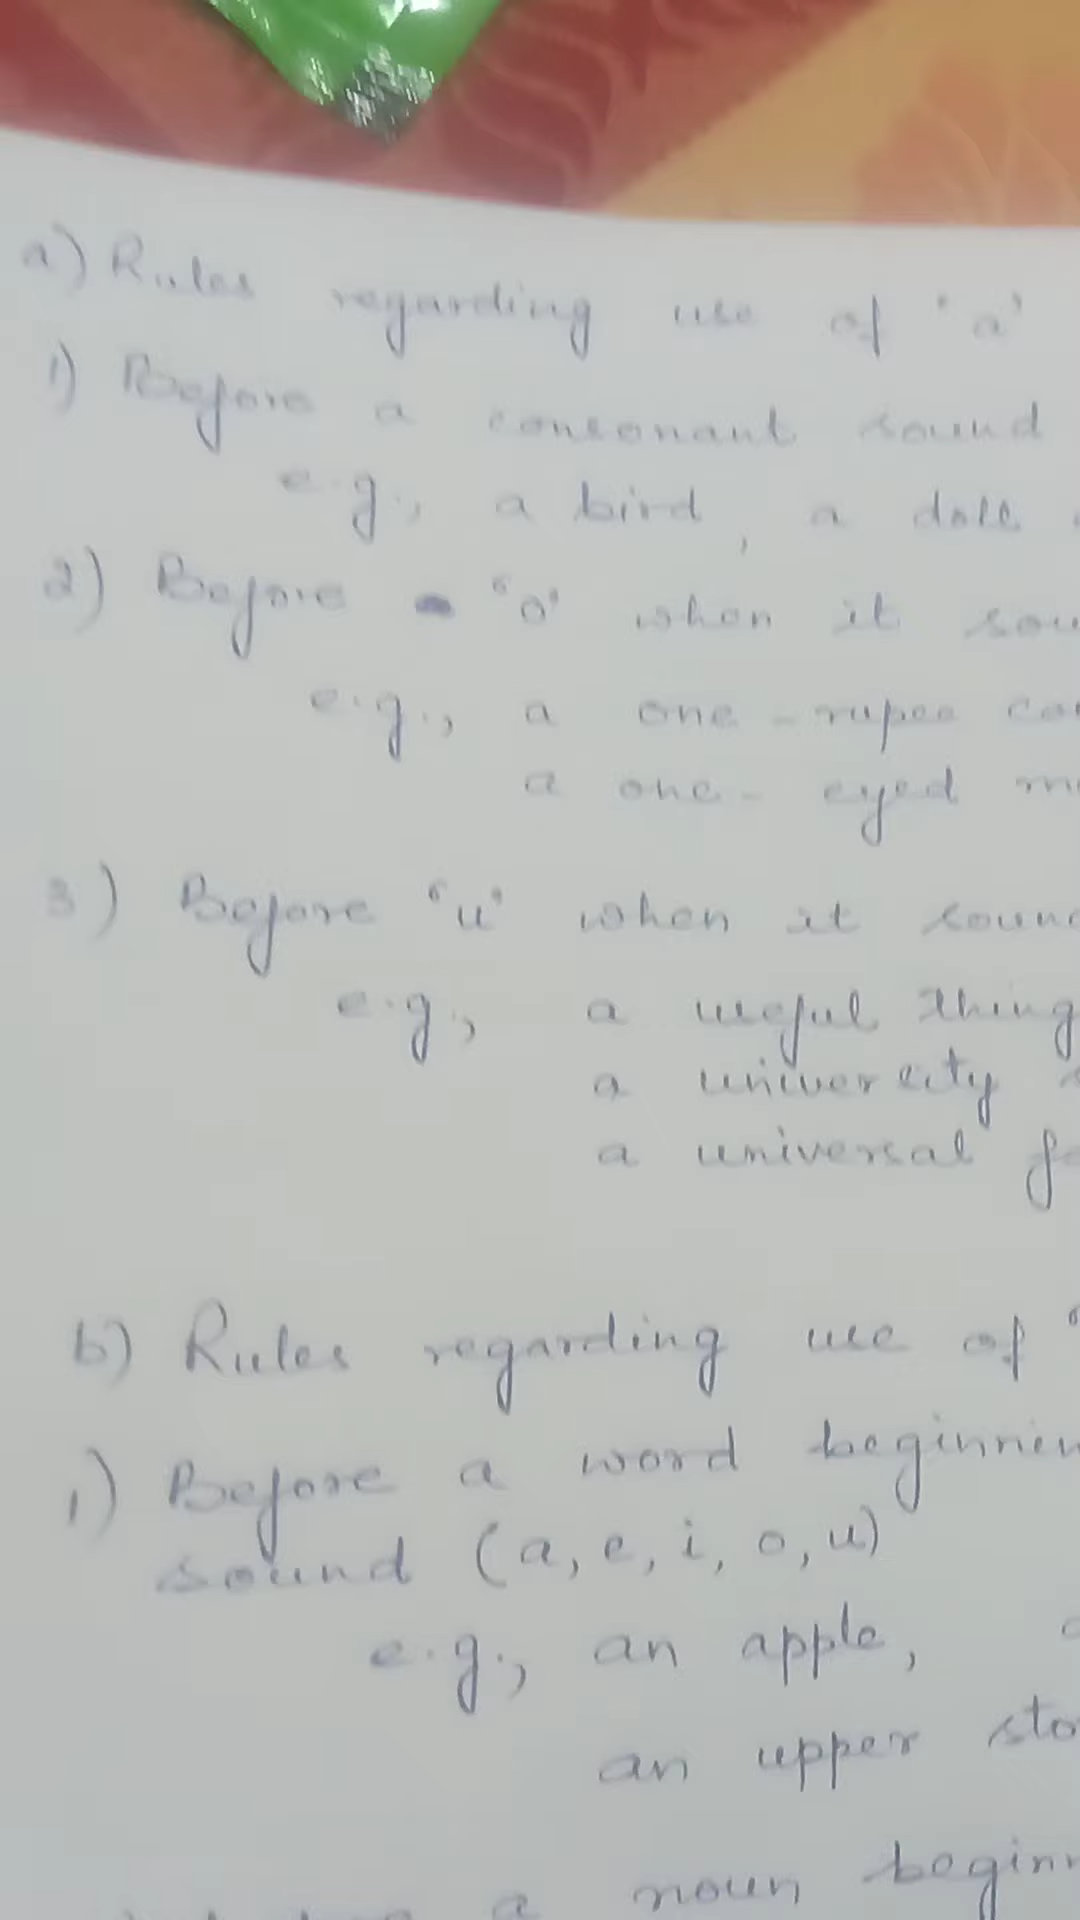 a) Rules regarding use of 'a'
1) Before a consonant sound
e.g., a bird, a doll
2) Before 'o' when it
e.g., a one-rupee
a one-eyed
3) Before 'u' when it
e.g., a useful thing
a univercity
a universal
b) Rules regarding use of
1) Before a word
sound (a, e, i, o, u)
e.g., an apple,
an upper
a noun